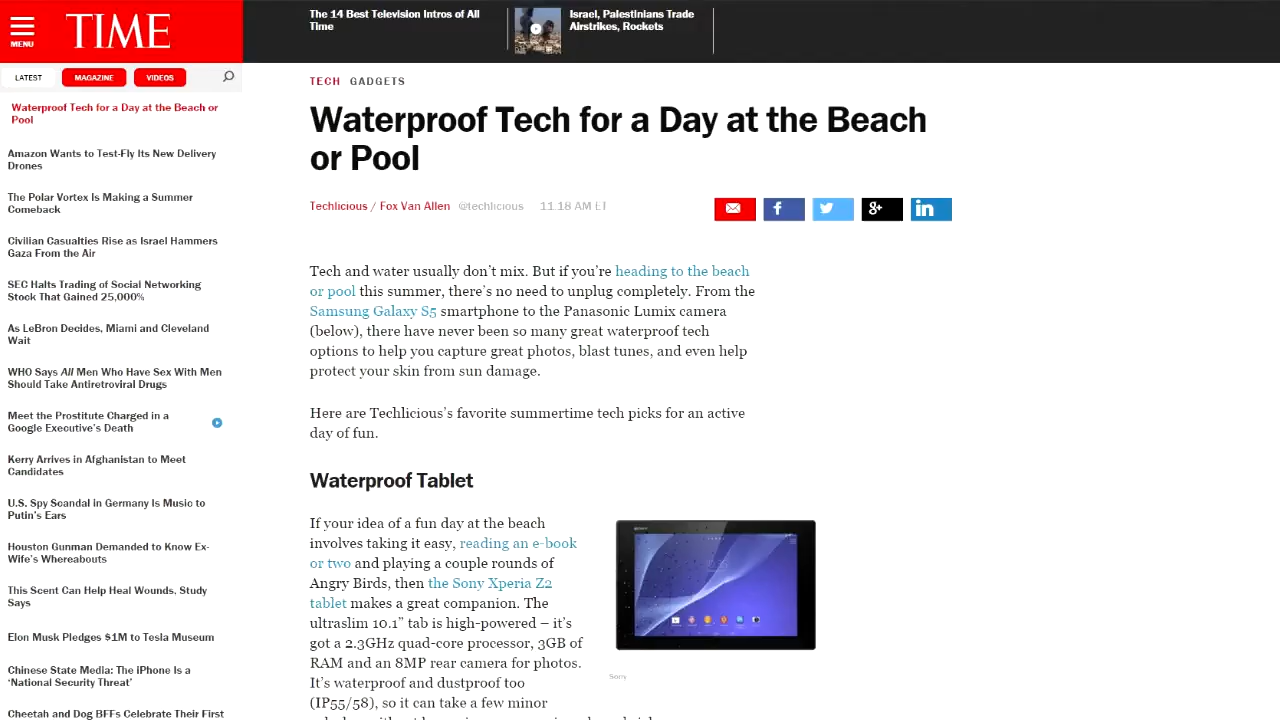 MENU
TIME
The 14 Best Television Intros of All
Time
Israel, Palestinians Trade
Airstrikes, Rockets
LATEST
MAGAZINE
VIDEOS
Waterproof Tech for a Day at the Beach or
Pool
Amazon Wants to Test-Fly Its New Delivery
Drones
The Polar Vortex Is Making a Summer
Comeback
Civilian Casualties Rise as Israel Hammers
Gaza From the Air
SEC Halts Trading of Social Networking
Stock That Gained 25,000%
As LeBron Decides, Miami and Cleveland
Wait
WHO Says All Men Who Have Sex With Men
Should Take Antiretroviral Drugs
Meet the Prostitute Charged in a
Google Executive's Death
Kerry Arrives in Afghanistan to Meet
Candidates
U.S. Spy Scandal in Germany Is Music to
Putin's Ears
Houston Gunman Demanded to Know Ex-
Wife's Whereabouts
This Scent Can Help Heal Wounds, Study
Says
Elon Musk Pledges $1M to Tesla Museum
Chinese State Media: The iPhone Is a
'National Security Threat'
Cheetah and Dog BFFs Celebrate Their First
TECH GADGETS
Waterproof Tech for a Day at the Beach
or Pool
Techlicious / Fox Van Allen @techlicious 11:18 AM ET
Tech and water usually don't mix. But if you're heading to the beach
or pool this summer, there's no need to unplug completely. From the
Samsung Galaxy S5 smartphone to the Panasonic Lumix camera
(below), there have never been so many great waterproof tech
options to help you capture great photos, blast tunes, and even help
protect your skin from sun damage.
Here are Techlicious's favorite summertime tech picks for an active
day of fun.
Waterproof Tablet
If your idea of a fun day at the beach
involves taking it easy, reading an e-book
or two and playing a couple rounds of
Angry Birds, then the Sony Xperia Z2
tablet makes a great companion. The
ultraslim 10.1” tab is high-powered – it's
got a 2.3GHz quad-core processor, 3GB of
RAM and an 8MP rear camera for photos.
It's waterproof and dustproof too
(IP55/58), so it can take a few minor
Sony